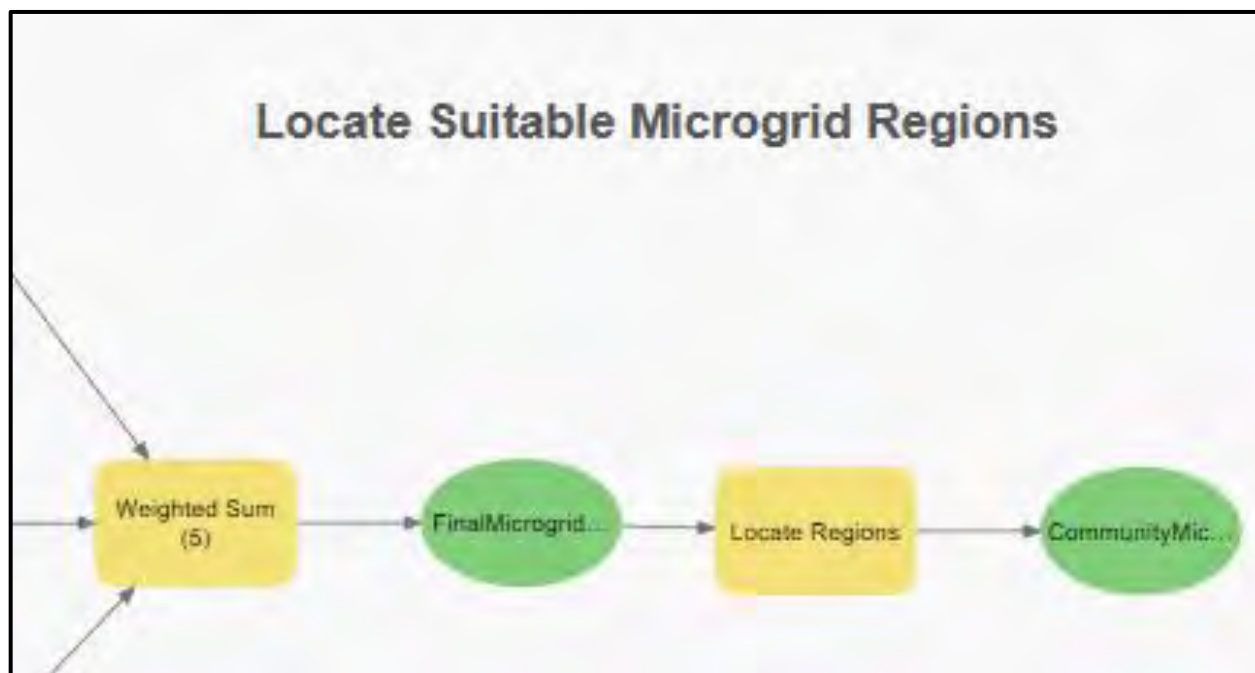 Locate Suitable Microgrid Regions
Weighted Sum
(5)
FinalMicrogrid...
Locate Regions
CommunityMic...